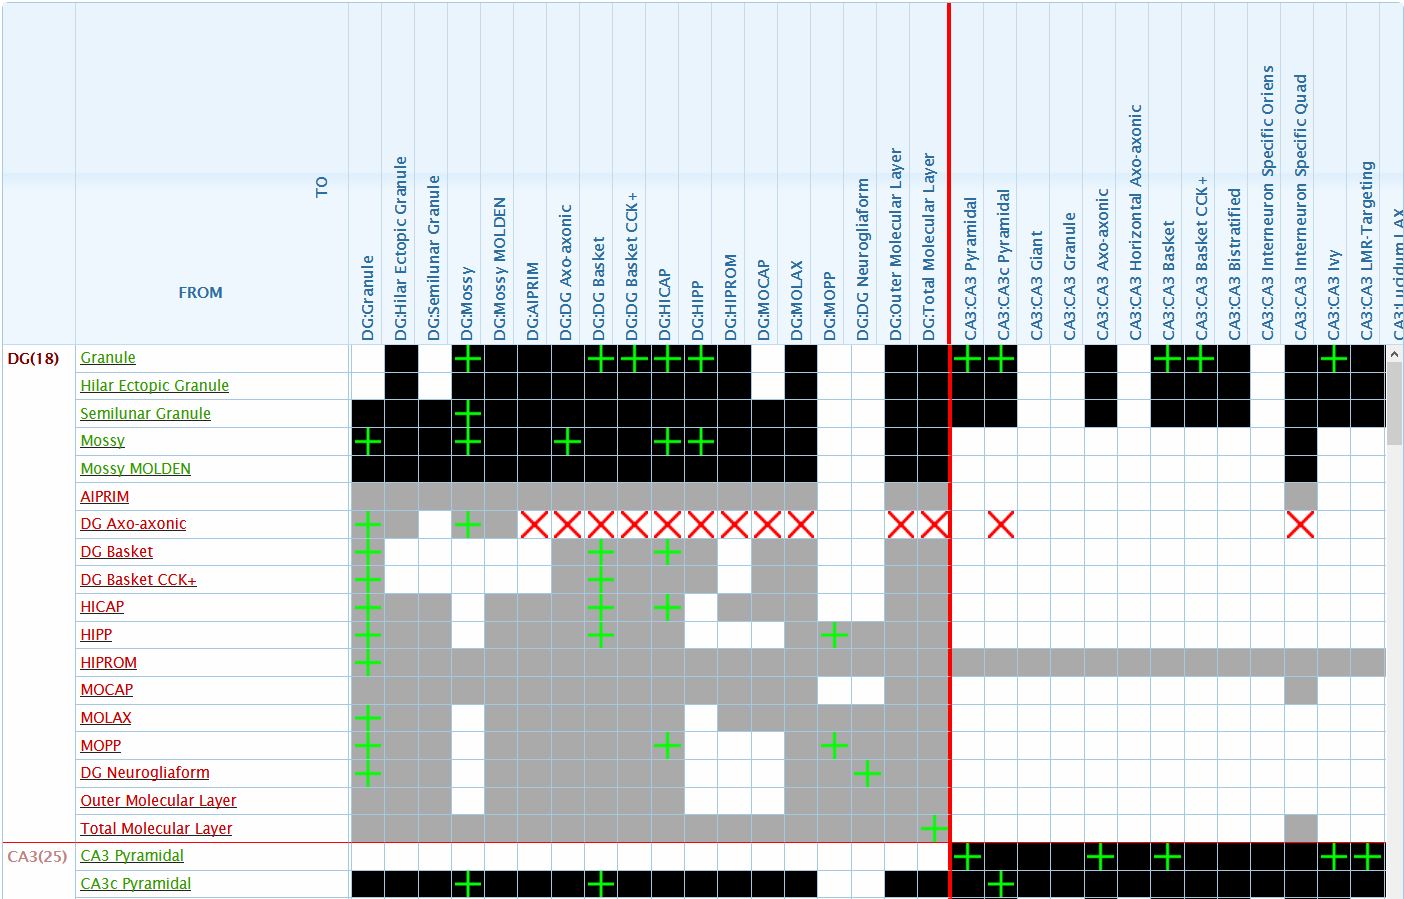 TO
FROM
DG:Granule
DG:Hilar Ectopic Granule
DG:Semilunar Granule
DG:Mossy
DG:Mossy MOLDEN
DG:AIPRIM
DG:DG Axo-axonic
DG:DG Basket
DG:DG Basket CCK+
DG:HICAP
DG:HIPP
DG:HIPROM
DG:MOCAP
DG:MOLAX
DG:MOPP
DG:DG Neurogliaform
DG:Outer Molecular Layer
DG:Total Molecular Layer
CA3:CA3 Pyramidal
CA3:CA3c Pyramidal
CA3:CA3 Giant
CA3:CA3 Granule
CA3:CA3 Axo-axonic
CA3:CA3 Horizontal Axo-axonic
CA3:CA3 Basket
CA3:CA3 Basket CCK+
CA3:CA3 Bistratified
CA3:CA3 Interneuron Specific Oriens
CA3:CA3 Interneuron Specific Quad
CA3:CA3 Ivy
CA3:CA3 LMR-Targeting
CA3:Lucidum LAX
DG(18)
Granule
Hilar Ectopic Granule
Semilunar Granule
Mossy
Mossy MOLDEN
AIPRIM
DG Axo-axonic
DG Basket
DG Basket CCK+
HICAP
HIPP
HIPROM
MOCAP
MOLAX
MOPP
DG Neurogliaform
Outer Molecular Layer
Total Molecular Layer
CA3(25)
CA3 Pyramidal
CA3c Pyramidal